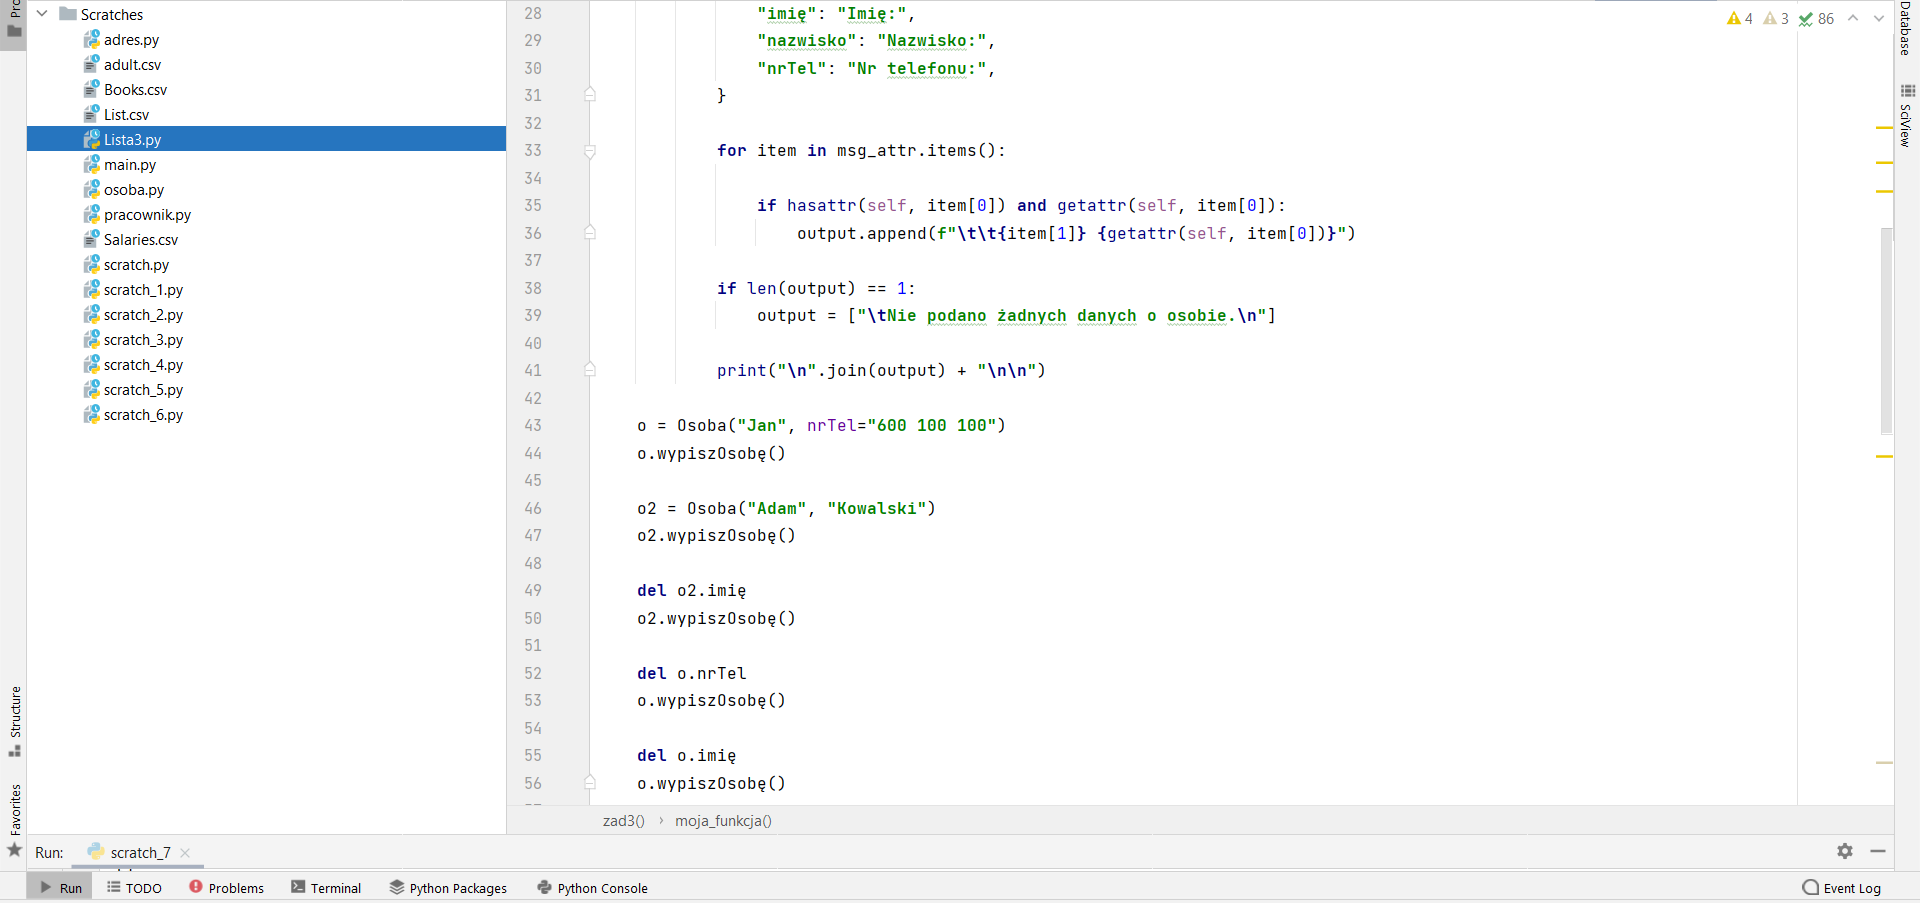 Scratches
adres.py
adult.csv
Books.csv
List.csv
Lista3.py
main.py
osoba.py
pracownik.py
Salaries.csv
scratch.py
scratch_1.py
scratch_2.py
scratch_3.py
scratch_4.py
scratch_5.py
scratch_6.py
Structure
Favorites
28 "imię": "Imię:",
29 "nazwisko": "Nazwisko:",
30 "nrTel": "Nr telefonu:",
31 }
32
33 for item in msg_attr.items():
34
35 if hasattr(self, item[0]) and getattr(self, item[0]):
36 output.append(f"\t\t{item[1]} {getattr(self, item[0])}")
37
38 if len(output) == 1:
39 output = ["\tNie podano żadnych danych o osobie.\n"]
40
41 print("\n".join(output) + "\n\n")
42
43 o = Osoba("Jan", nrTel="600 100 100")
44 o.wypiszOsobę()
45
46 o2 = Osoba("Adam", "Kowalski")
47 o2.wypiszOsobę()
48
49 del o2.imię
50 o2.wypiszOsobę()
51
52 del o.nrTel
53 o.wypiszOsobę()
54
55 del o.imię
56 o.wypiszOsobę()
4 3 86
Database
SciView
zad3() › moja_funkcja()
Run: scratch_7
Run TODO Problems Terminal Python Packages Python Console Event Log